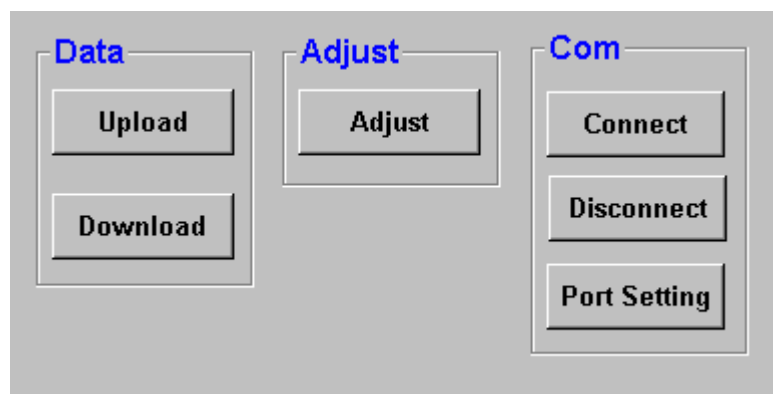 Data
Upload
Download
Adjust
Adjust
Com
Connect
Disconnect
Port Setting